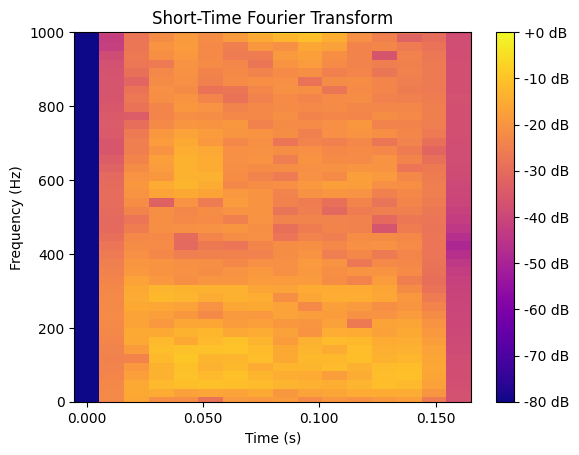 Short-Time Fourier Transform
Frequency (Hz)
1000
800
600
400
200
0
0.000
0.050
0.100
0.150
Time (s)
+0 dB
-10 dB
-20 dB
-30 dB
-40 dB
-50 dB
-60 dB
-70 dB
-80 dB